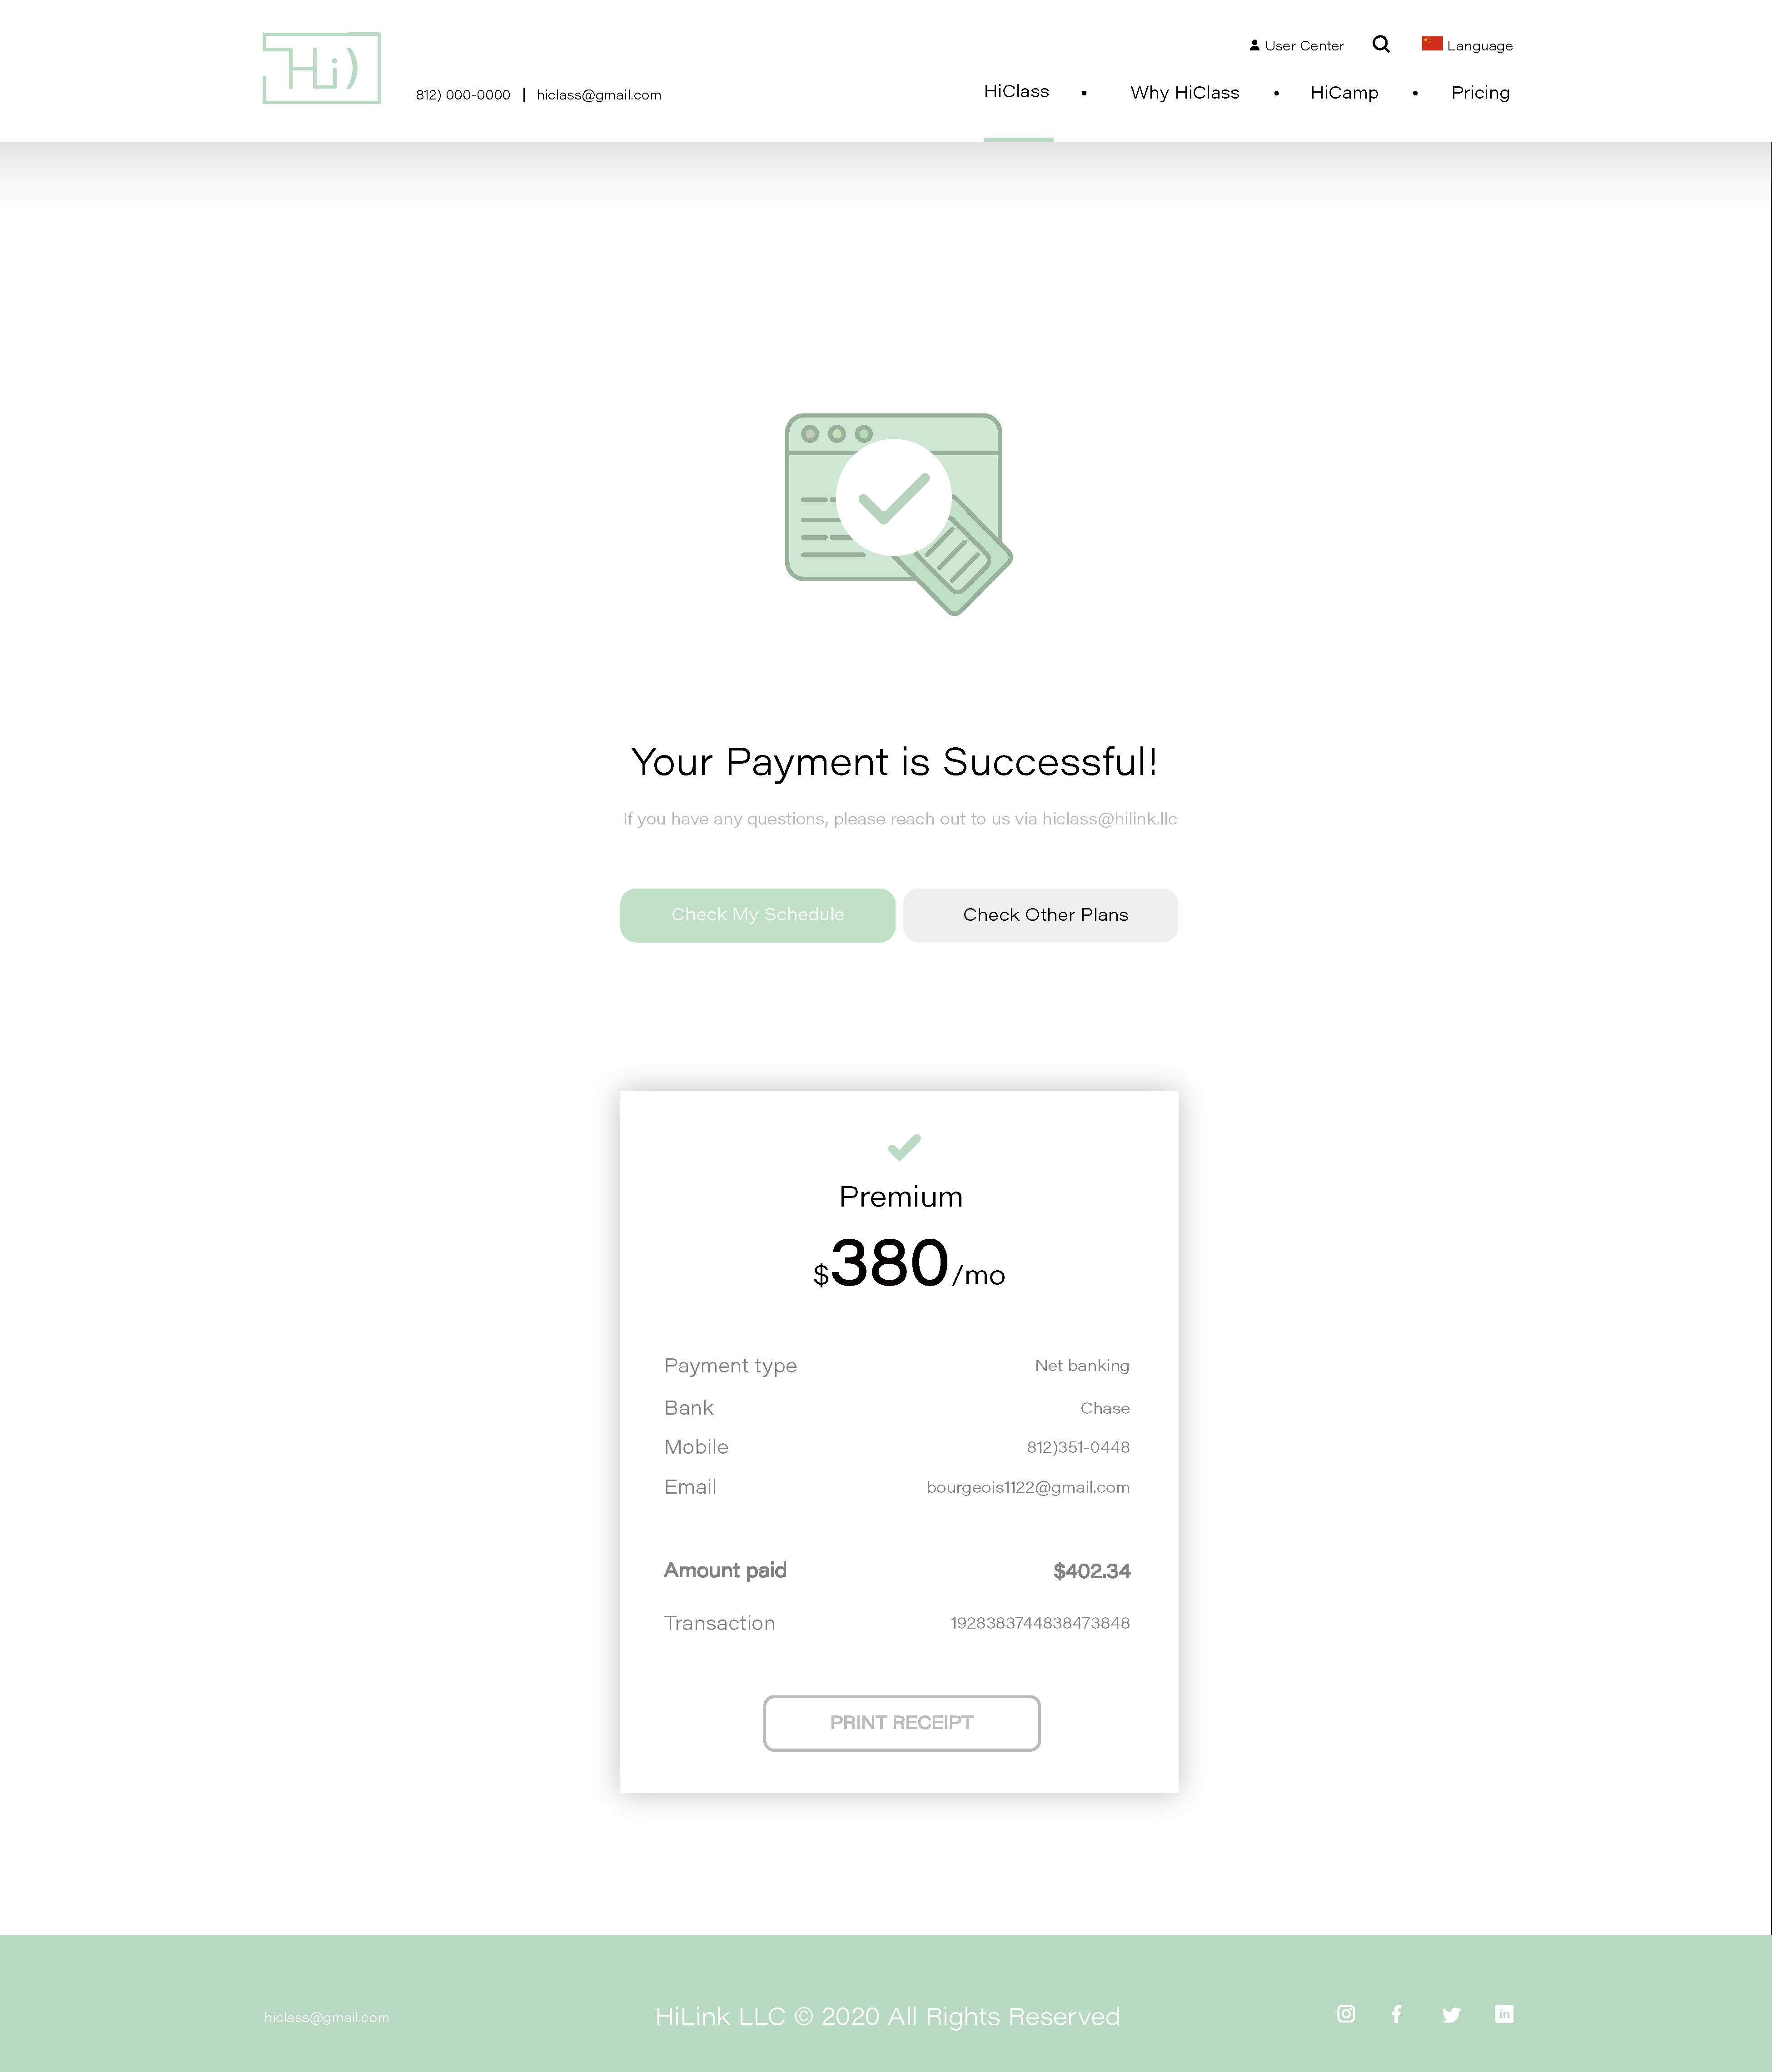 Hi)
User Center
Language
812) 000-0000 | hiclass@gmail.com
HiClass • Why HiClass • HiCamp • Pricing
Your Payment is Successful!
If you have any questions, please reach out to us via hiclass@hilink.llc
Check My Schedule
Check Other Plans
Premium
$380/mo
Payment type Net banking
Bank Chase
Mobile 812)351-0448
Email bourgeois1122@gmail.com
Amount paid $402.34
Transaction 1928383744838473848
PRINT RECEIPT
hiclass@gmail.com
HiLink LLC © 2020 All Rights Reserved
in